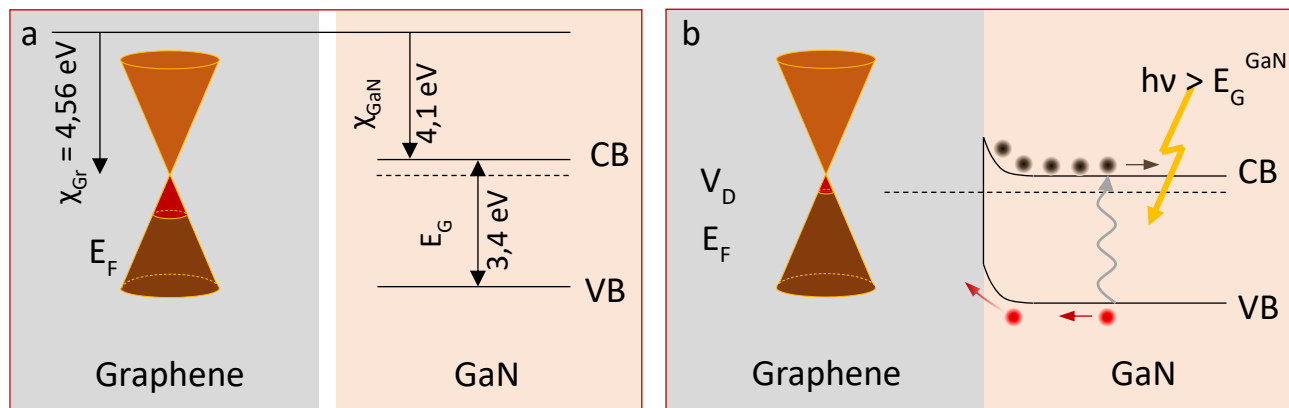 a
χGr = 4,56 eV
EF
Graphene
χGaN
4,1 eV
CB
EG
3,4 eV
VB
GaN
b
hν > EG GaN
CB
VD
EF
VB
Graphene
GaN